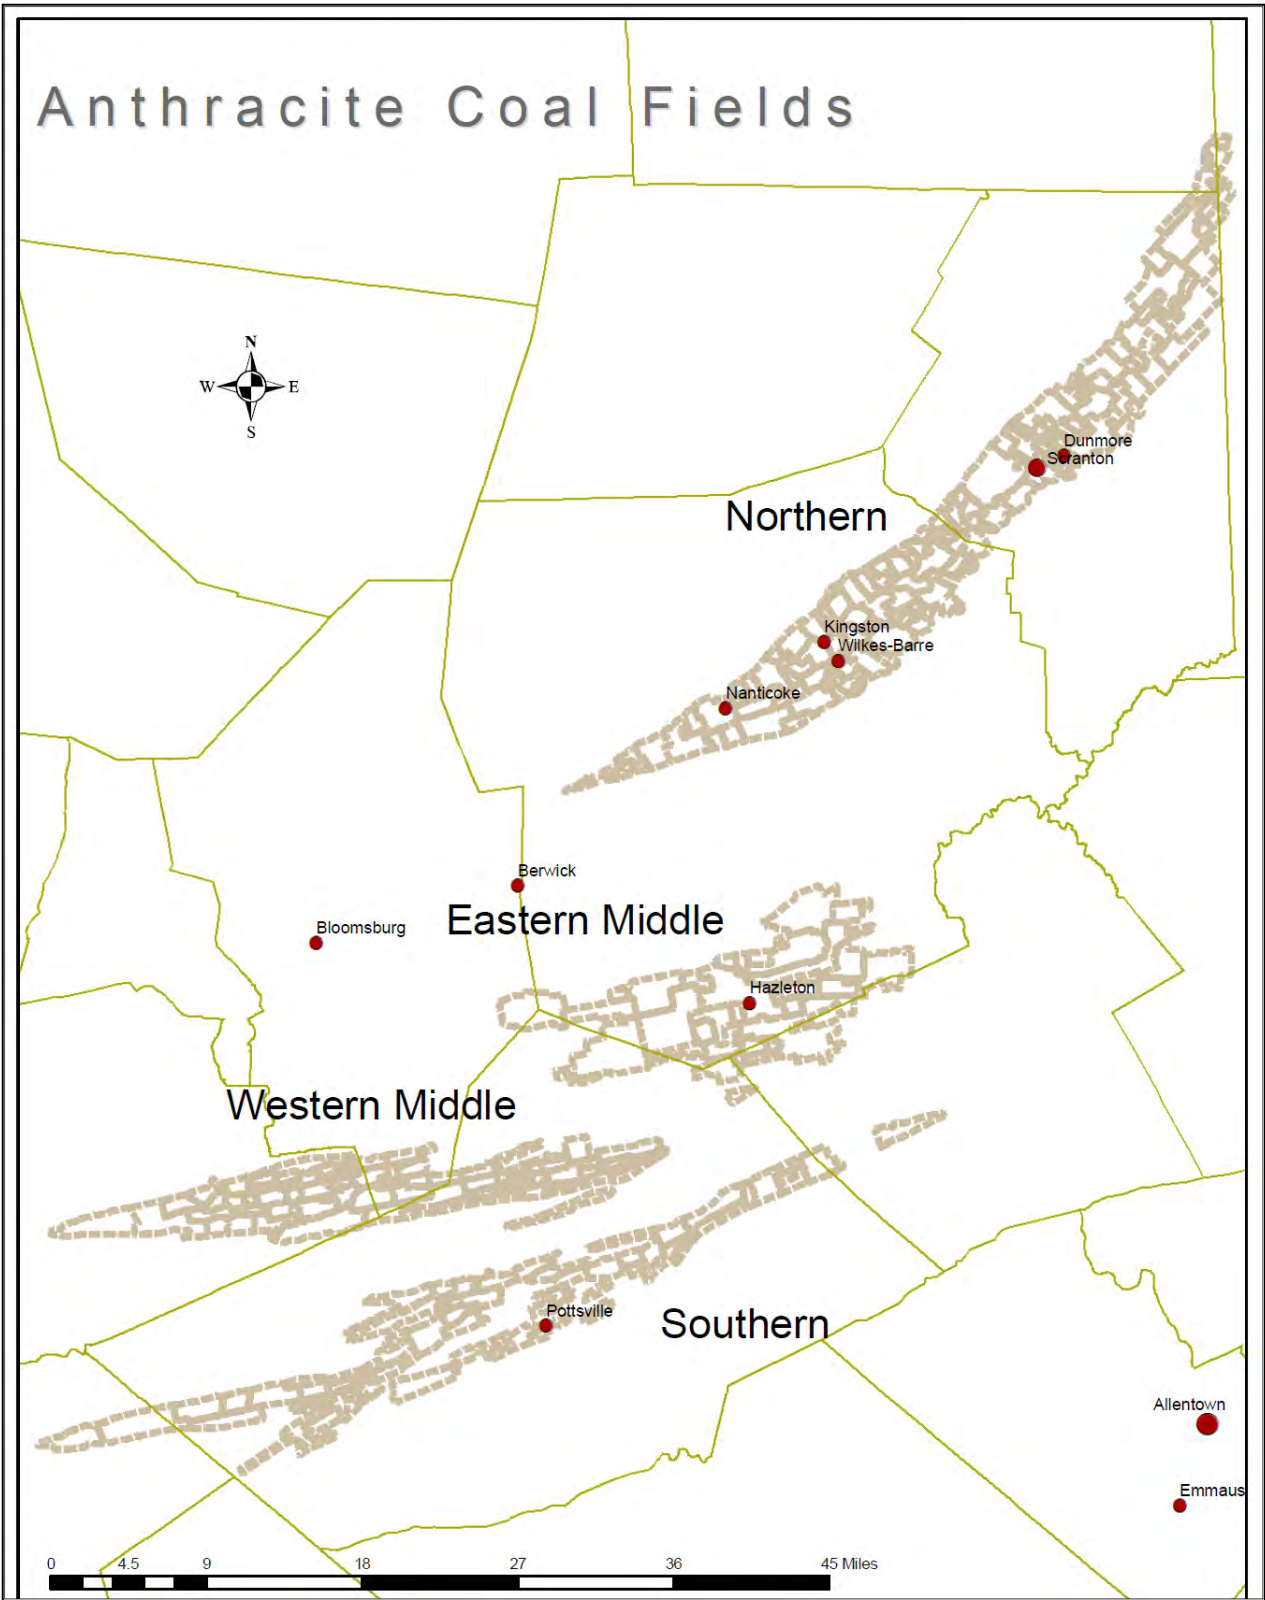 Anthracite Coal Fields
N
W E
S
Dunmore
Scranton
Northern
Kingston
Wilkes-Barre
Nanticoke
Berwick
Eastern Middle
Bloomsburg
Hazleton
Western Middle
Pottsville
Southern
Allentown
Emmaus
0 4.5 9 18 27 36 45 Miles